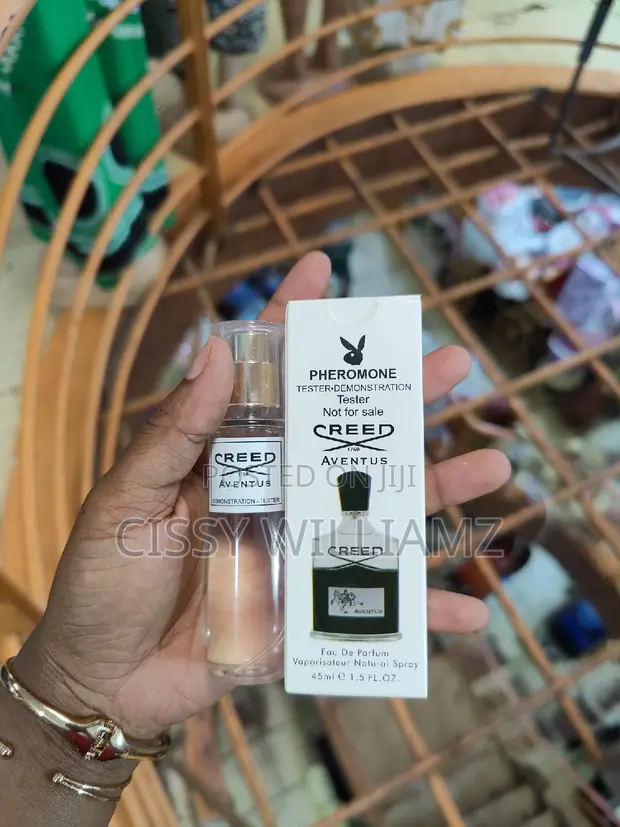 PHEROMONE
TESTER•DEMONSTRATION
Tester
Not for sale
CREED
1760
AVENTUS
CREED
AVENTUS
Eau De Parfum
Vaporisateur Natural Spray
45ml e 1.5 FL.OZ.
CREED
1760
AVENTUS
DEMONSTRATION - TESTER
POSTED ON JIJI
CISSY WILLIAMZ